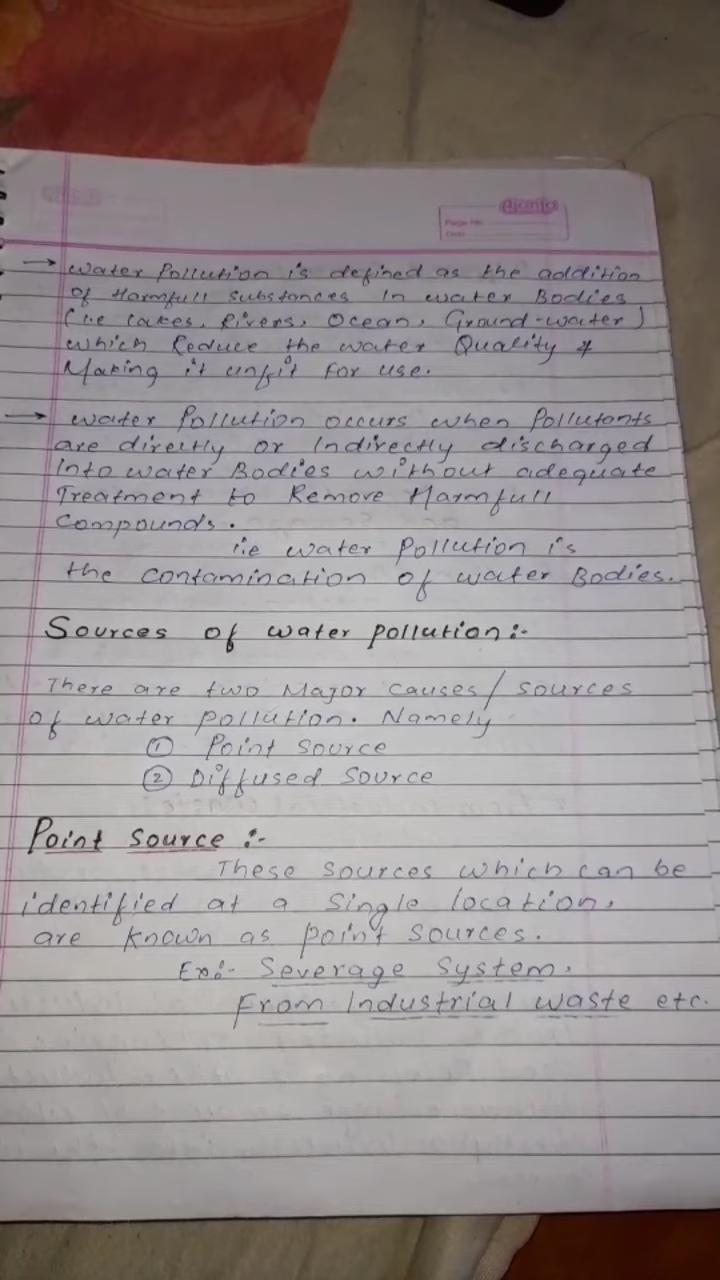 Ajanta
Page No.
Date
→ Water Pollution is defined as the addition
of Harmfull substances In water Bodies
(i.e Lakes, Rivers, Ocean, Ground-water)
which Reduce the water Quality &
Making it unfit for use.
→ Water Pollution occurs when Pollutants
are directly or Indirectly discharged
Into water Bodies without adequate
Treatment to Remove Harmfull
Compounds.
i.e water Pollution is
the contamination of water Bodies.
Sources of water pollution:-
There are two Major causes/sources
of water pollution. Namely
① Point Source
② Diffused Source
Point Source :-
These sources which can be
identified at a Single location,
are known as point sources.
Ex:- Severage System.
From Industrial waste etc.